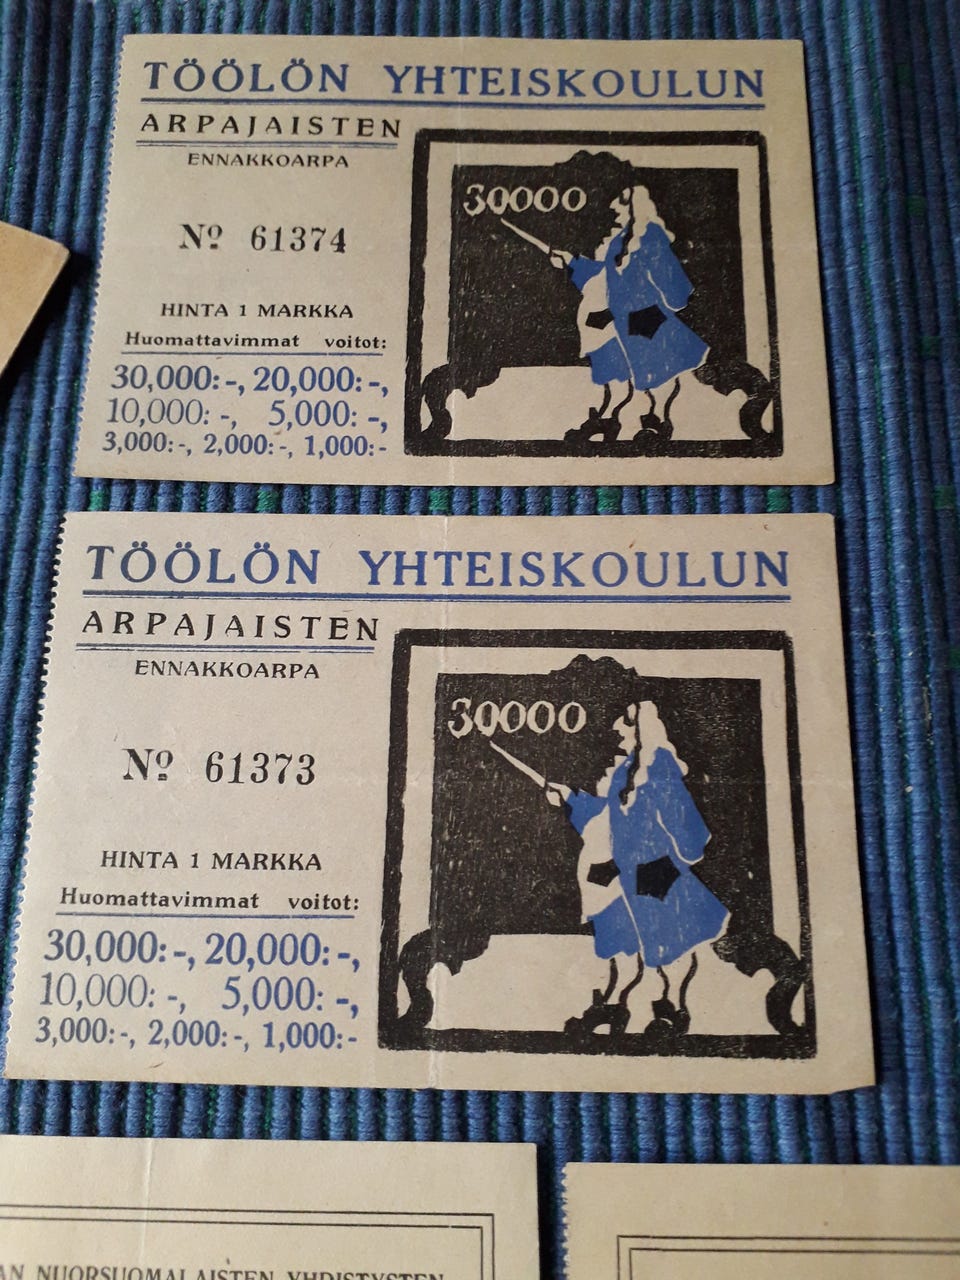 TÖÖLÖN YHTEISKOULUN
ARPAJAISTEN
ENNAKKOARPA
30000
Nº 61374
HINTA 1 MARKKA
Huomattavimmat voitot:
30,000:-, 20,000:-,
10,000:-, 5,000:-,
3,000:-, 2,000:-, 1,000:-
TÖÖLÖN YHTEISKOULUN
ARPAJAISTEN
ENNAKKOARPA
30000
Nº 61373
HINTA 1 MARKKA
Huomattavimmat voitot:
30,000:-, 20,000:-,
10,000:-, 5,000:-,
3,000:-, 2,000:-, 1,000:-
AN NUORSUOMALAISTEN YHDISTYSTEN